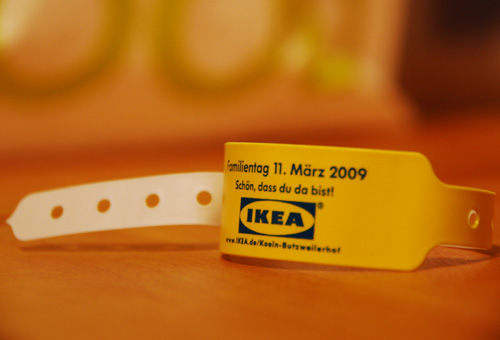 Familientag 11. März 2009
Schön, dass du da bist!
IKEA®
www.IKEA.de/Koeln-Butzweilerhof